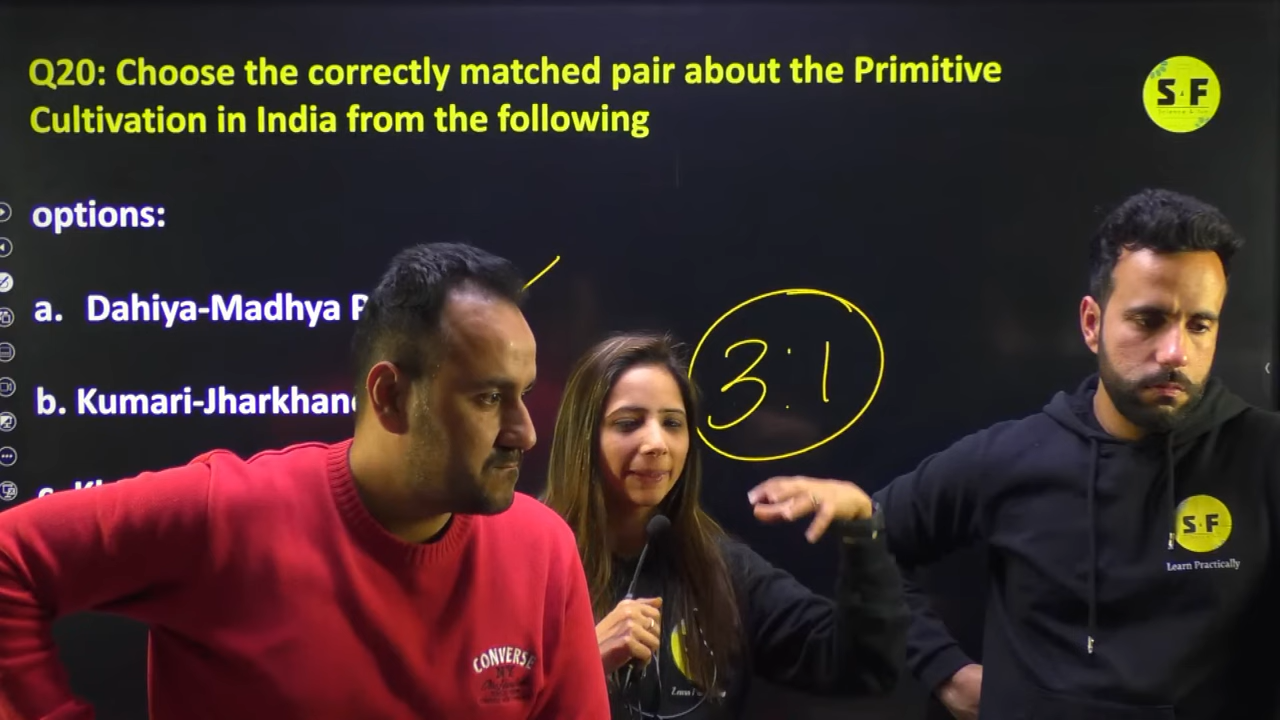 Q20: Choose the correctly matched pair about the Primitive
Cultivation in India from the following
S F
options:
a. Dahiya-Madhya
3:1
b. Kumari-Jharkhan
c.
S F
Learn Practically
CONVERSE
NY